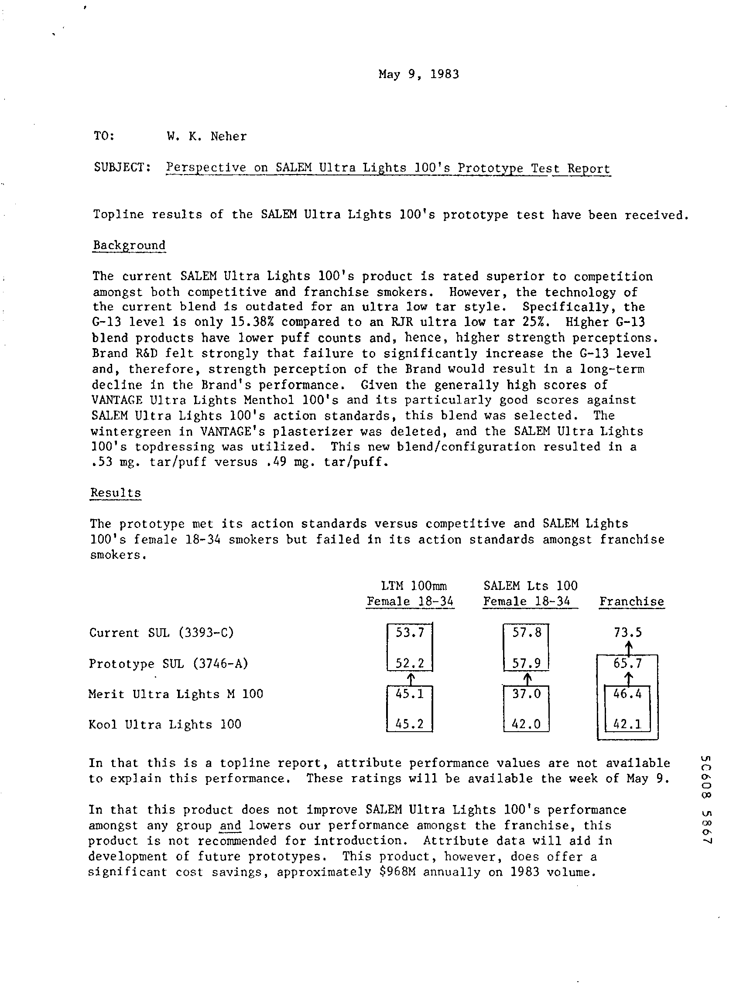 May 9, 1983
TO: W. K. Neher
SUBJECT: Perspective on SALEM Ultra Lights 100's Prototype Test Report
Topline results of the SALEM Ultra Lights 100's prototype test have been received.
Background
The current SALEM Ultra Lights 100's product is rated superior to competition
amongst both competitive and franchise smokers. However, the technology of
the current blend is outdated for an ultra low tar style. Specifically, the
G-13 level is only 15.38% compared to an RJR ultra low tar 25%. Higher G-13
blend products have lower puff counts and, hence, higher strength perceptions.
Brand R&D felt strongly that failure to significantly increase the G-13 level
and, therefore, strength perception of the Brand would result in a long-term
decline in the Brand's performance. Given the generally high scores of
VANTAGE Ultra Lights Menthol 100's and its particularly good scores against
SALEM Ultra Lights 100's action standards, this blend was selected. The
wintergreen in VANTAGE's plasterizer was deleted, and the SALEM Ultra Lights
100's topdressing was utilized. This new blend/configuration resulted in a
.53 mg. tar/puff versus .49 mg. tar/puff.
Results
The prototype met its action standards versus competitive and SALEM Lights
100's female 18-34 smokers but failed in its action standards amongst franchise
smokers.
LTM 100mm SALEM Lts 100
Female 18-34 Female 18-34 Franchise
Current SUL (3393-C) 53.7 57.8 73.5
Prototype SUL (3746-A) 52.2 57.9 65.7
Merit Ultra Lights M 100 45.1 37.0 46.4
Kool Ultra Lights 100 45.2 42.0 42.1
In that this is a topline report, attribute performance values are not available
to explain this performance. These ratings will be available the week of May 9.
In that this product does not improve SALEM Ultra Lights 100's performance
amongst any group and lowers our performance amongst the franchise, this
product is not recommended for introduction. Attribute data will aid in
development of future prototypes. This product, however, does offer a
significant cost savings, approximately $968M annually on 1983 volume.
50608 5867